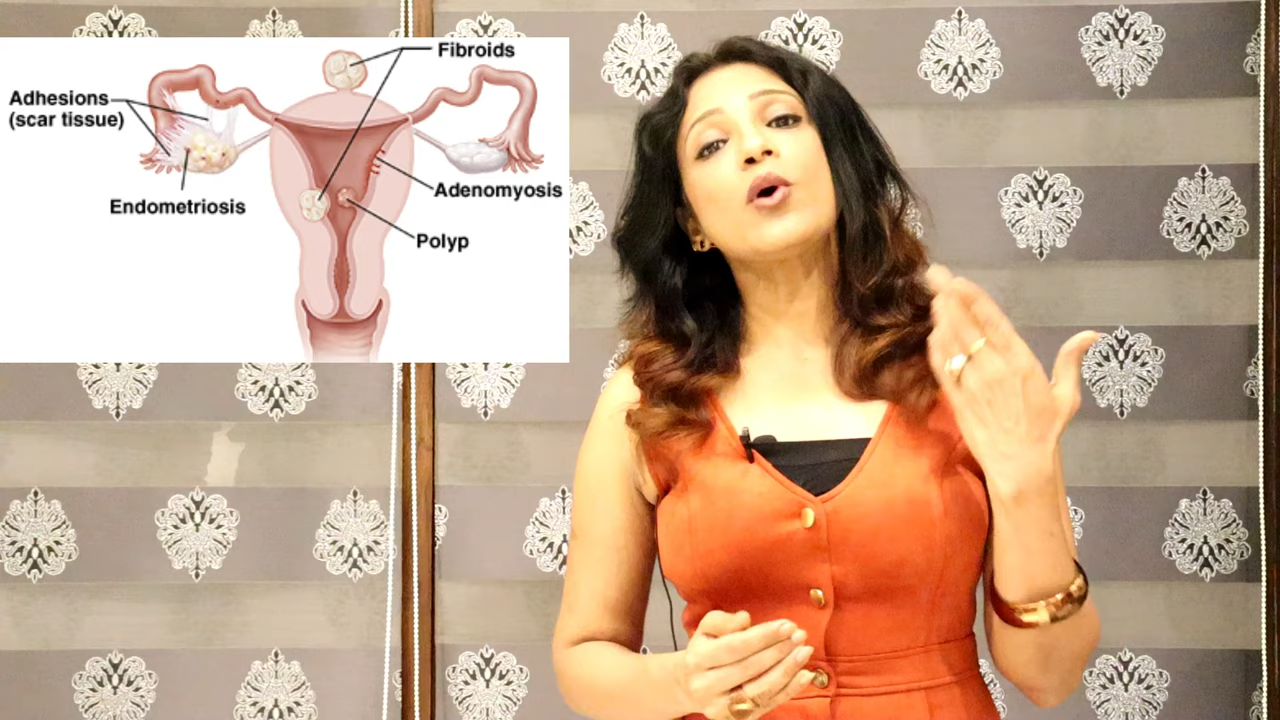 Fibroids
Adhesions
(scar tissue)
Adenomyosis
Endometriosis
Polyp